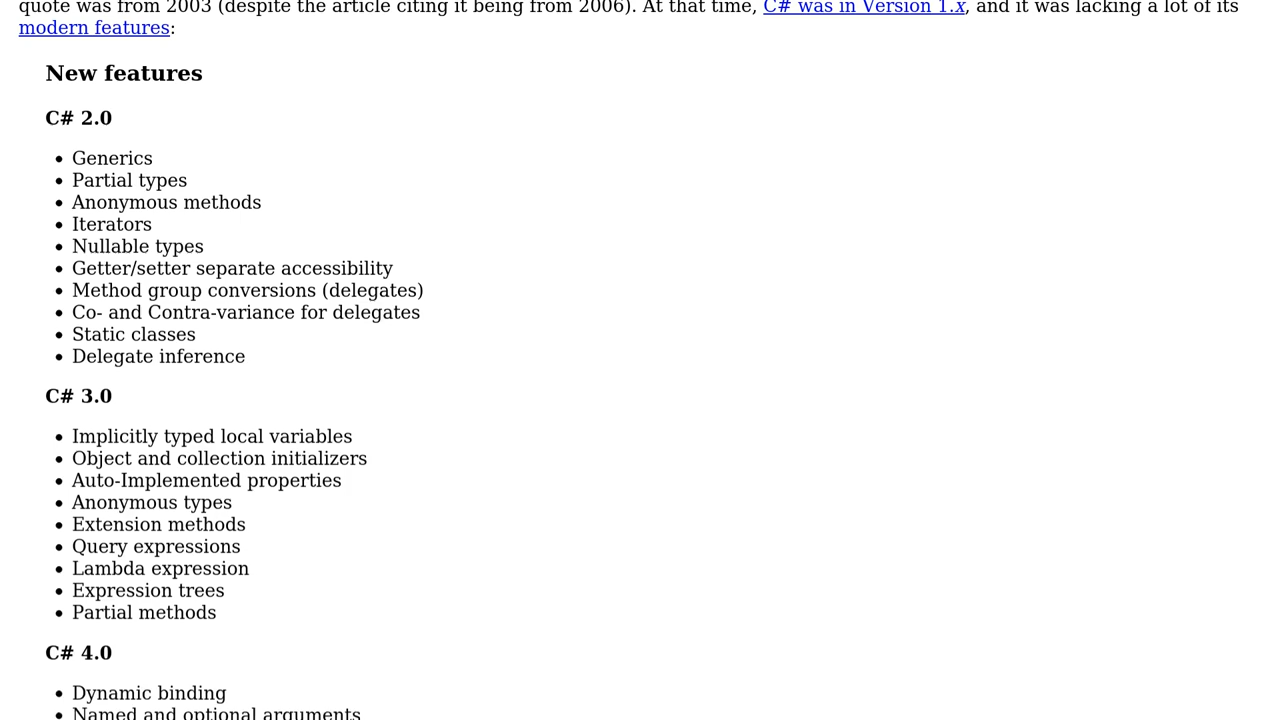 quote was from 2003 (despite the article citing it being from 2006). At that time, C# was in Version 1.x, and it was lacking a lot of its
modern features:
New features
C# 2.0
• Generics
• Partial types
• Anonymous methods
• Iterators
• Nullable types
• Getter/setter separate accessibility
• Method group conversions (delegates)
• Co- and Contra-variance for delegates
• Static classes
• Delegate inference
C# 3.0
• Implicitly typed local variables
• Object and collection initializers
• Auto-Implemented properties
• Anonymous types
• Extension methods
• Query expressions
• Lambda expression
• Expression trees
• Partial methods
C# 4.0
• Dynamic binding
• Named and optional arguments